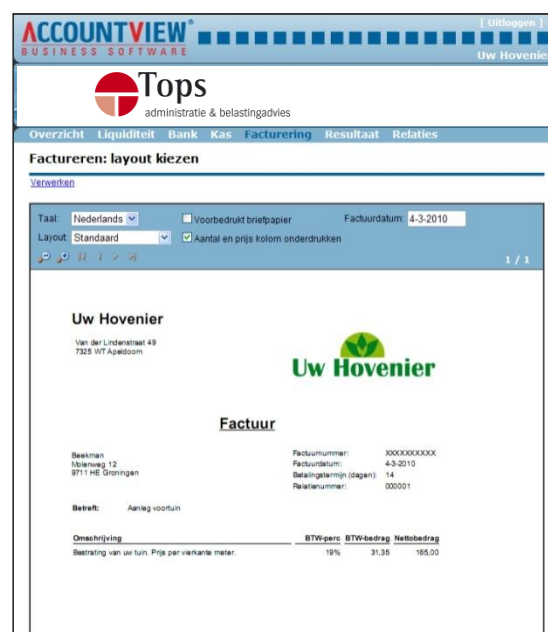 ACCOUNTVIEW®
BUSINESS SOFTWARE
[ Uitloggen ]
Uw Hovenier
Tops
administratie & belastingadvies
Overzicht Liquiditeit Bank Kas Facturering Resultaat Relaties
Factureren: layout kiezen
Verwerken
Taal: Nederlands Voorbedrukt briefpapier Factuurdatum: 4-3-2010
Layout: Standaard Aantal en prijs kolom onderdrukken
1 / 1
Uw Hovenier
Van der Lindenstraat 49
7325 WT Apeldoorn
Uw Hovenier
Factuur
Beekman
Molenweg 12
9711 HE Groningen
Factuurnummer: XXXXXXXXXX
Factuurdatum: 4-3-2010
Betalingstermijn (dagen): 14
Relatienummer: 000001
Betreft: Aanleg voortuin
Omschrijving BTW-perc BTW-bedrag Nettobedrag
Bestrating van uw tuin. Prijs per vierkante meter. 19% 31,35 165,00